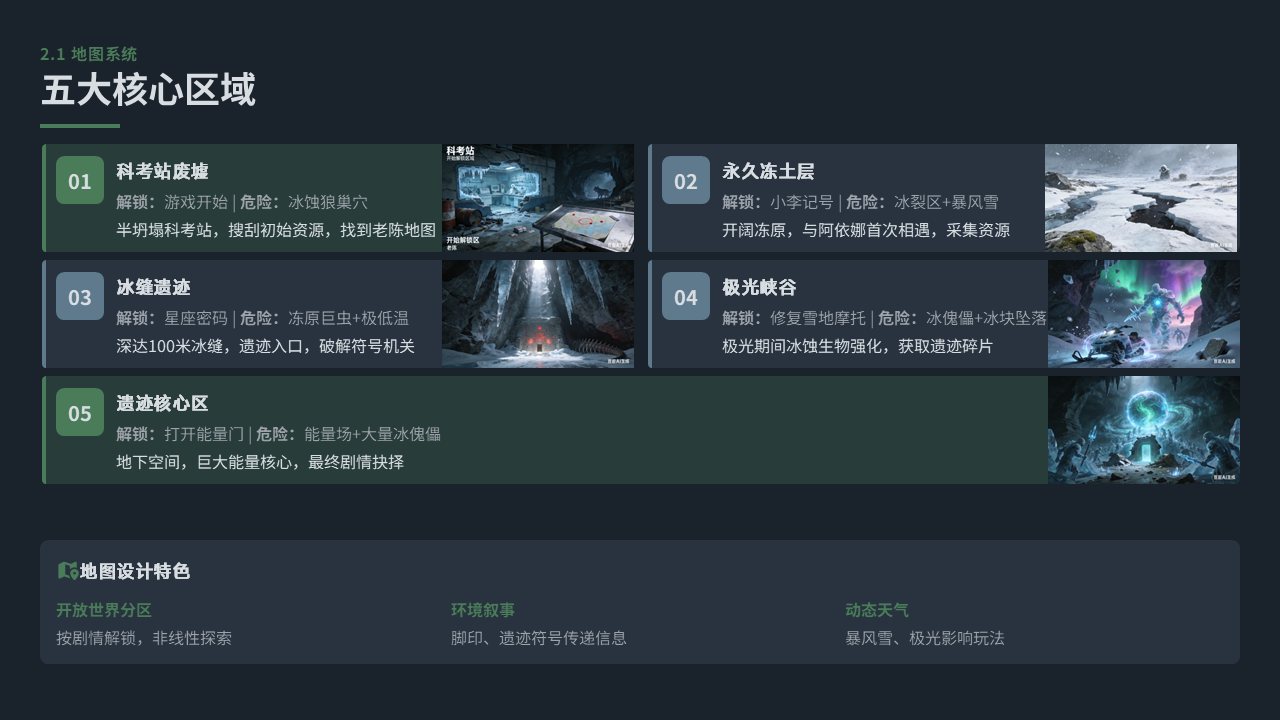 2.1 地图系统
五大核心区域
01
科考站废墟
解锁：游戏开始 | 危险：冰蚀狼巢穴
半坍塌科考站，搜刮初始资源，找到老陈地图
科考站
开始解锁区域
开始解锁区
老陈
02
永久冻土层
解锁：小李记号 | 危险：冰裂区+暴风雪
开阔冻原，与阿依娜首次相遇，采集资源
03
冰缝遗迹
解锁：星座密码 | 危险：冻原巨虫+极低温
深达100米冰缝，遗迹入口，破解符号机关
04
极光峡谷
解锁：修复雪地摩托 | 危险：冰傀儡+冰块坠落
极光期间冰蚀生物强化，获取遗迹碎片
05
遗迹核心区
解锁：打开能量门 | 危险：能量场+大量冰傀儡
地下空间，巨大能量核心，最终剧情抉择
地图设计特色
开放世界分区
按剧情解锁，非线性探索
环境叙事
脚印、遗迹符号传递信息
动态天气
暴风雪、极光影响玩法